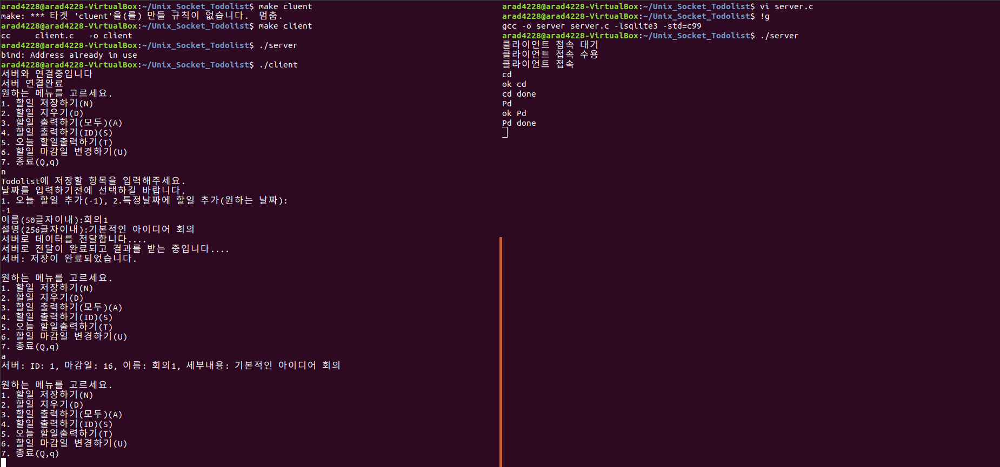 arad4228@arad4228-VirtualBox:~/Unix_Socket_Todolist$ make cluent
make: *** 타겟 'cluent'을(를) 만들 규칙이 없습니다.  멈춤.
arad4228@arad4228-VirtualBox:~/Unix_Socket_Todolist$ make client
cc     client.c   -o client
arad4228@arad4228-VirtualBox:~/Unix_Socket_Todolist$ ./server
bind: Address already in use
arad4228@arad4228-VirtualBox:~/Unix_Socket_Todolist$ ./client
서버와 연결중입니다
서버 연결완료
원하는 메뉴를 고르세요.
1. 할일 저장하기(N)
2. 할일 지우기(D)
3. 할일 출력하기(모두)(A)
4. 할일 출력하기(ID)(S)
5. 오늘 할일출력하기(T)
6. 할일 마감일 변경하기(U)
7. 종료(Q,q)
n
Todolist에 저장할 항목을 입력해주세요.
날짜를 입력하기전에 선택하길 바랍니다.
1. 오늘 할일 추가(-1), 2.특정날짜에 할일 추가(원하는 날짜):
-1
이름(50글자이내):회의1
설명(256글자이내):기본적인 아이디어 회의
서버로 데이터를 전달합니다....
서버로 전달이 완료되고 결과를 받는 중입니다....
서버: 저장이 완료되었습니다.
원하는 메뉴를 고르세요.
1. 할일 저장하기(N)
2. 할일 지우기(D)
3. 할일 출력하기(모두)(A)
4. 할일 출력하기(ID)(S)
5. 오늘 할일출력하기(T)
6. 할일 마감일 변경하기(U)
7. 종료(Q,q)
a
서버: ID: 1, 마감일: 16, 이름: 회의1, 세부내용: 기본적인 아이디어 회의
원하는 메뉴를 고르세요.
1. 할일 저장하기(N)
2. 할일 지우기(D)
3. 할일 출력하기(모두)(A)
4. 할일 출력하기(ID)(S)
5. 오늘 할일출력하기(T)
6. 할일 마감일 변경하기(U)
7. 종료(Q,q)
arad4228@arad4228-VirtualBox:~/Unix_Socket_Todolist$ vi server.c
arad4228@arad4228-VirtualBox:~/Unix_Socket_Todolist$ !g
gcc -o server server.c -lsqlite3 -std=c99
arad4228@arad4228-VirtualBox:~/Unix_Socket_Todolist$ ./server
클라이언트 접속 대기
클라이언트 접속 수용
클라이언트 접속
cd
ok cd
cd done
Pd
ok Pd
Pd done